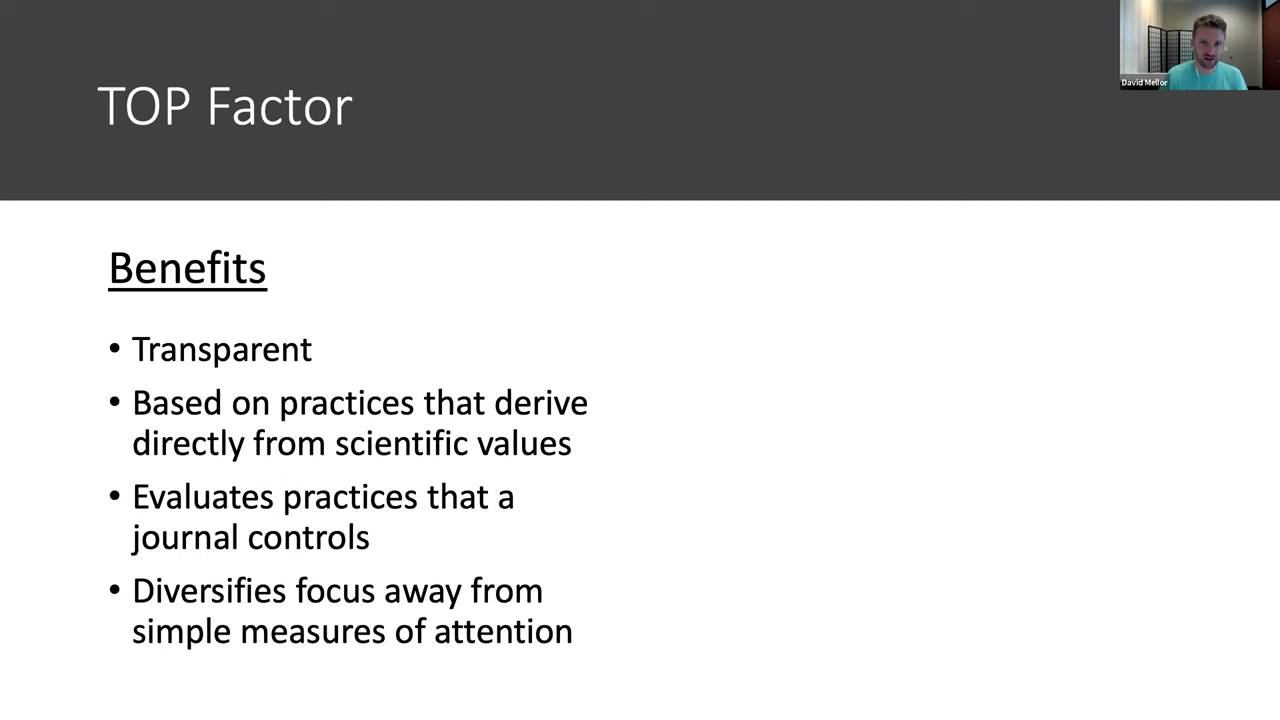 TOP Factor
David Mellor
Benefits
• Transparent
• Based on practices that derive
directly from scientific values
• Evaluates practices that a
journal controls
• Diversifies focus away from
simple measures of attention